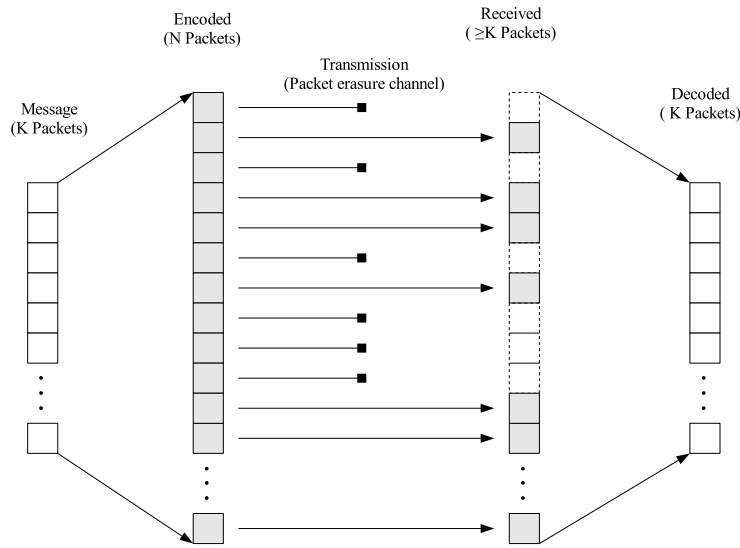 Message
(K Packets)
Encoded
(N Packets)
Transmission
(Packet erasure channel)
Received
( ≥K Packets)
Decoded
( K Packets)